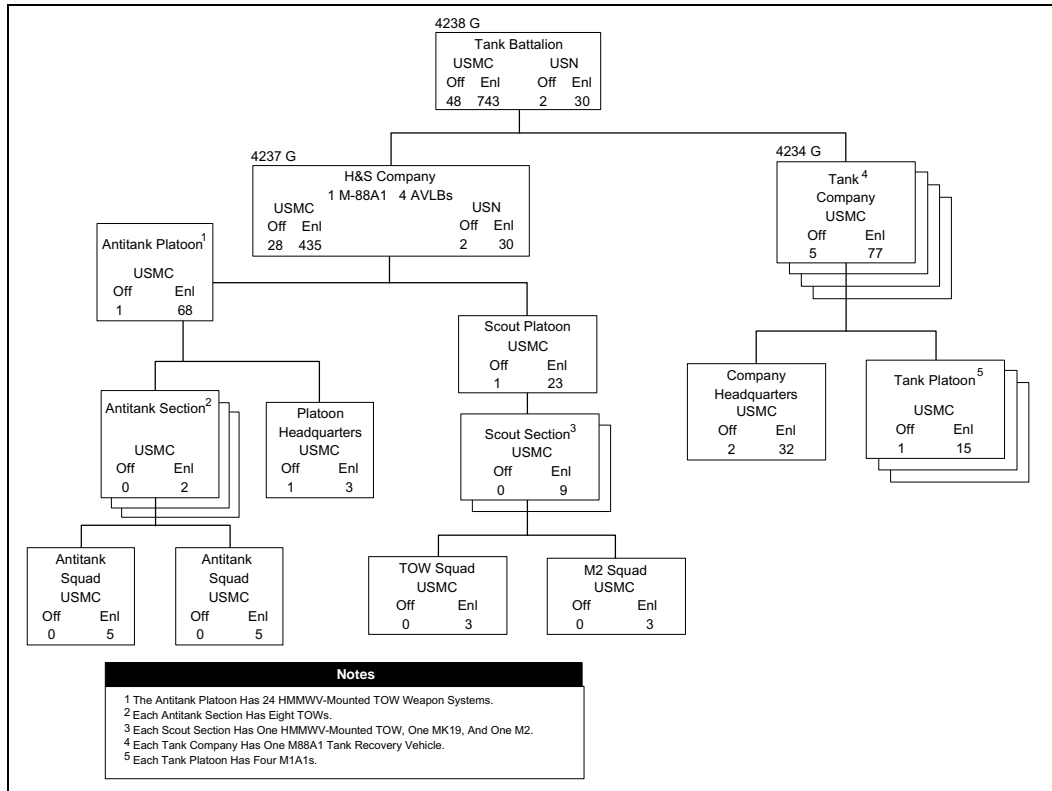 4238 G
Tank Battalion
USMC USN
Off Enl Off Enl
48 743 2 30
4237 G
H&S Company
1 M-88A1 4 AVLBs
USMC USN
Off Enl Off Enl
28 435 2 30
4234 G
Tank 4
Company
USMC
Off Enl
5 77
Antitank Platoon 1
USMC
Off Enl
1 68
Scout Platoon
USMC
Off Enl
1 23
Company
Headquarters
USMC
Off Enl
2 32
Tank Platoon 5
USMC
Off Enl
1 15
Antitank Section 2
USMC
Off Enl
0 2
Platoon
Headquarters
USMC
Off Enl
1 3
Scout Section 3
USMC
Off Enl
0 9
Antitank
Squad
USMC
Off Enl
0 5
Antitank
Squad
USMC
Off Enl
0 5
TOW Squad
USMC
Off Enl
0 3
M2 Squad
USMC
Off Enl
0 3
Notes
1 The Antitank Platoon Has 24 HMMWV-Mounted TOW Weapon Systems.
2 Each Antitank Section Has Eight TOWs.
3 Each Scout Section Has One HMMWV-Mounted TOW, One MK19, And One M2.
4 Each Tank Company Has One M88A1 Tank Recovery Vehicle.
5 Each Tank Platoon Has Four M1A1s.